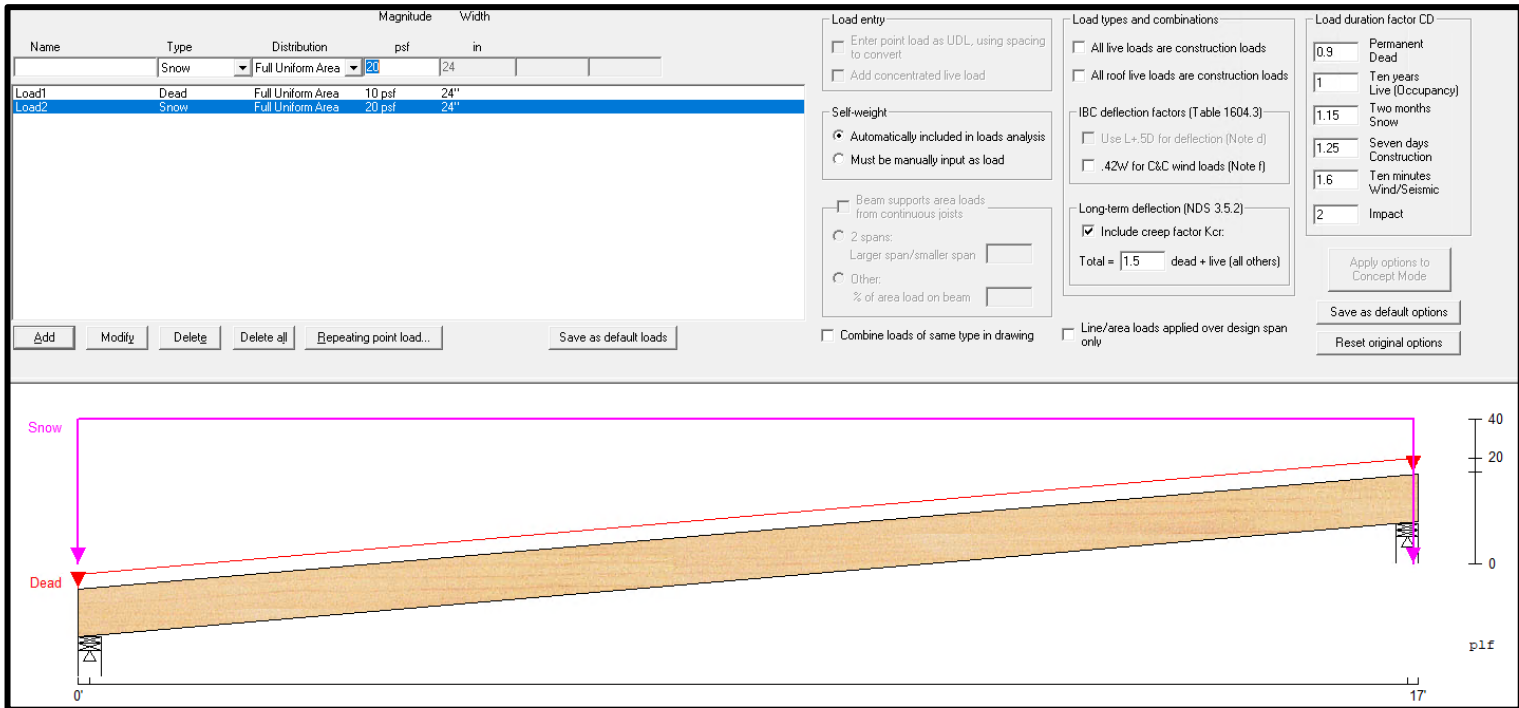 Magnitude Width
Name Type Distribution psf in
Snow Full Uniform Area 20 24
Load1 Dead Full Uniform Area 10 psf 24"
Load2 Snow Full Uniform Area 20 psf 24"
Add Modify Delete Delete all Repeating point load... Save as default loads
Load entry
Enter point load as UDL, using spacing
to convert
Add concentrated live load
Self-weight
Automatically included in loads analysis
Must be manually input as load
Beam supports area loads
from continuous joists
2 spans:
Larger span/smaller span
Other:
% of area load on beam
Combine loads of same type in drawing
Load types and combinations
All live loads are construction loads
All roof live loads are construction loads
IBC deflection factors (Table 1604.3)
Use L+.5D for deflection (Note d)
.42W for C&C wind loads (Note f)
Long-term deflection (NDS 3.5.2)
Include creep factor Kcr:
Total = 1.5 dead + live (all others)
Line/area loads applied over design span
only
Load duration factor CD
0.9 Permanent
Dead
1 Ten years
Live (Occupancy)
1.15 Two months
Snow
1.25 Seven days
Construction
1.6 Ten minutes
Wind/Seismic
2 Impact
Apply options to
Concept Mode
Save as default options
Reset original options
Snow
40
20
Dead
0
plf
0' 17'